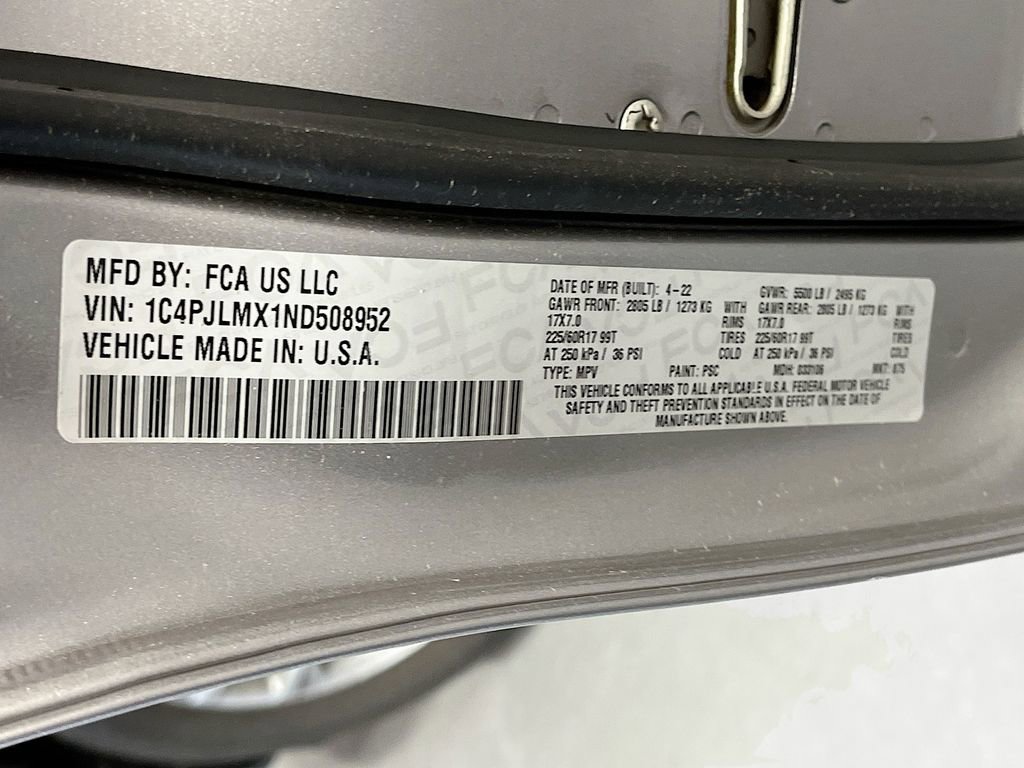 MFD BY: FCA US LLC
VIN: 1C4PJLMX1ND508952
VEHICLE MADE IN: U.S.A.
DATE OF MFR (BUILT): 4-22 GVWR: 5500 LB / 2495 KG
GAWR FRONT: 2805 LB / 1273 KG WITH GAWR REAR: 2805 LB / 1273 KG WITH
17X7.0 RIMS 17X7.0 RIMS
225/60R17 99T TIRES 225/60R17 99T TIRES
AT 250 kPa / 36 PSI COLD AT 250 kPa / 36 PSI COLD
TYPE: MPV PAINT: PSC MDH: 033106 MKT: 075
THIS VEHICLE CONFORMS TO ALL APPLICABLE U.S.A. FEDERAL MOTOR VEHICLE
SAFETY AND THEFT PREVENTION STANDARDS IN EFFECT ON THE DATE OF
MANUFACTURE SHOWN ABOVE.